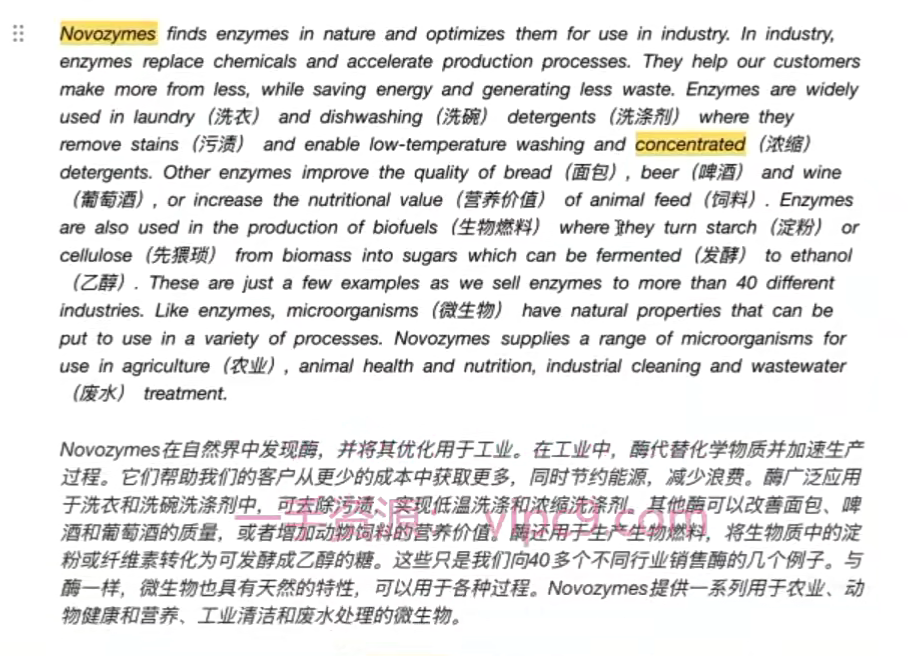 Novozymes finds enzymes in nature and optimizes them for use in industry. In industry,
enzymes replace chemicals and accelerate production processes. They help our customers
make more from less, while saving energy and generating less waste. Enzymes are widely
used in laundry（洗衣） and dishwashing（洗碗） detergents（洗涤剂） where they
remove stains（污渍） and enable low-temperature washing and concentrated（浓缩）
detergents. Other enzymes improve the quality of bread（面包）, beer（啤酒） and wine
（葡萄酒）, or increase the nutritional value（营养价值） of animal feed（饲料）. Enzymes
are also used in the production of biofuels（生物燃料） where they turn starch（淀粉） or
cellulose（先猥琐） from biomass into sugars which can be fermented（发酵） to ethanol
（乙醇）. These are just a few examples as we sell enzymes to more than 40 different
industries. Like enzymes, microorganisms（微生物） have natural properties that can be
put to use in a variety of processes. Novozymes supplies a range of microorganisms for
use in agriculture（农业）, animal health and nutrition, industrial cleaning and wastewater
（废水） treatment.
Novozymes在自然界中发现酶，并将其优化用于工业。在工业中，酶代替化学物质并加速生产
过程。它们帮助我们的客户从更少的成本中获取更多，同时节约能源，减少浪费。酶广泛应用
于洗衣和洗碗洗涤剂中，可去除污渍、实现低温洗涤和浓缩洗涤剂。其他酶可以改善面包、啤
酒和葡萄酒的质量，或者增加动物饲料的营养价值。酶还用于生产生物燃料，将生物质中的淀
粉或纤维素转化为可发酵成乙醇的糖。这些只是我们向40多个不同行业销售酶的几个例子。与
酶一样，微生物也具有天然的特性，可以用于各种过程。Novozymes提供一系列用于农业、动
物健康和营养、工业清洁和废水处理的微生物。
一手资源 vipc9.com